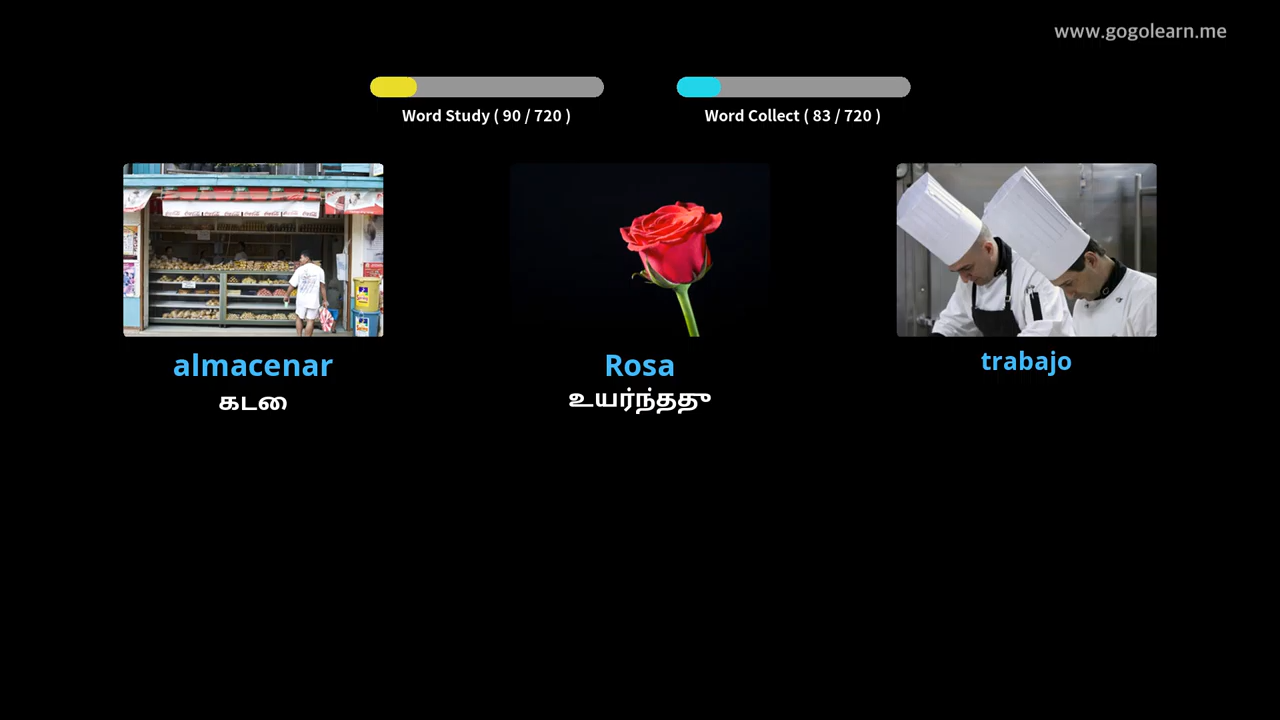 www.gogolearn.me
Word Study ( 90 / 720 )
Word Collect ( 83 / 720 )
almacenar
Rosa
trabajo
கடை
உயர்ந்தது